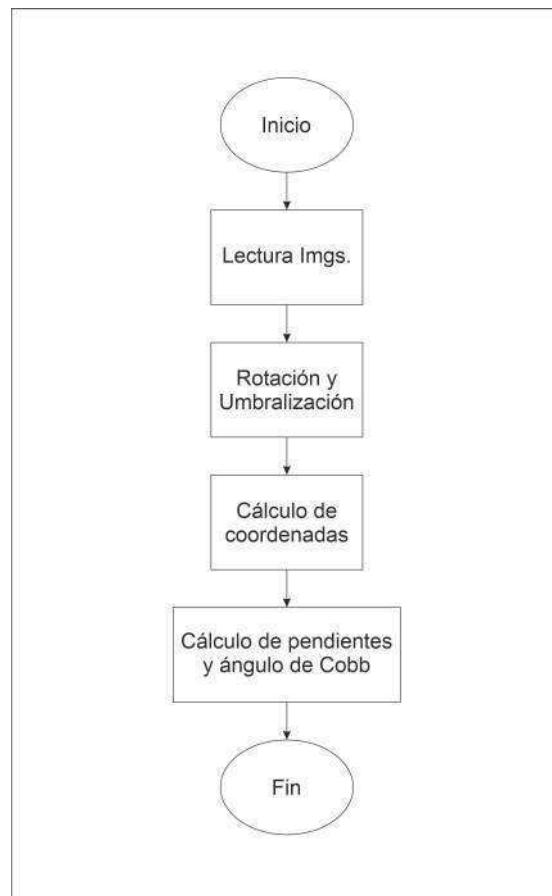 Inicio
Lectura Imgs.
Rotación y
Umbralización
Cálculo de
coordenadas
Cálculo de pendientes
y ángulo de Cobb
Fin